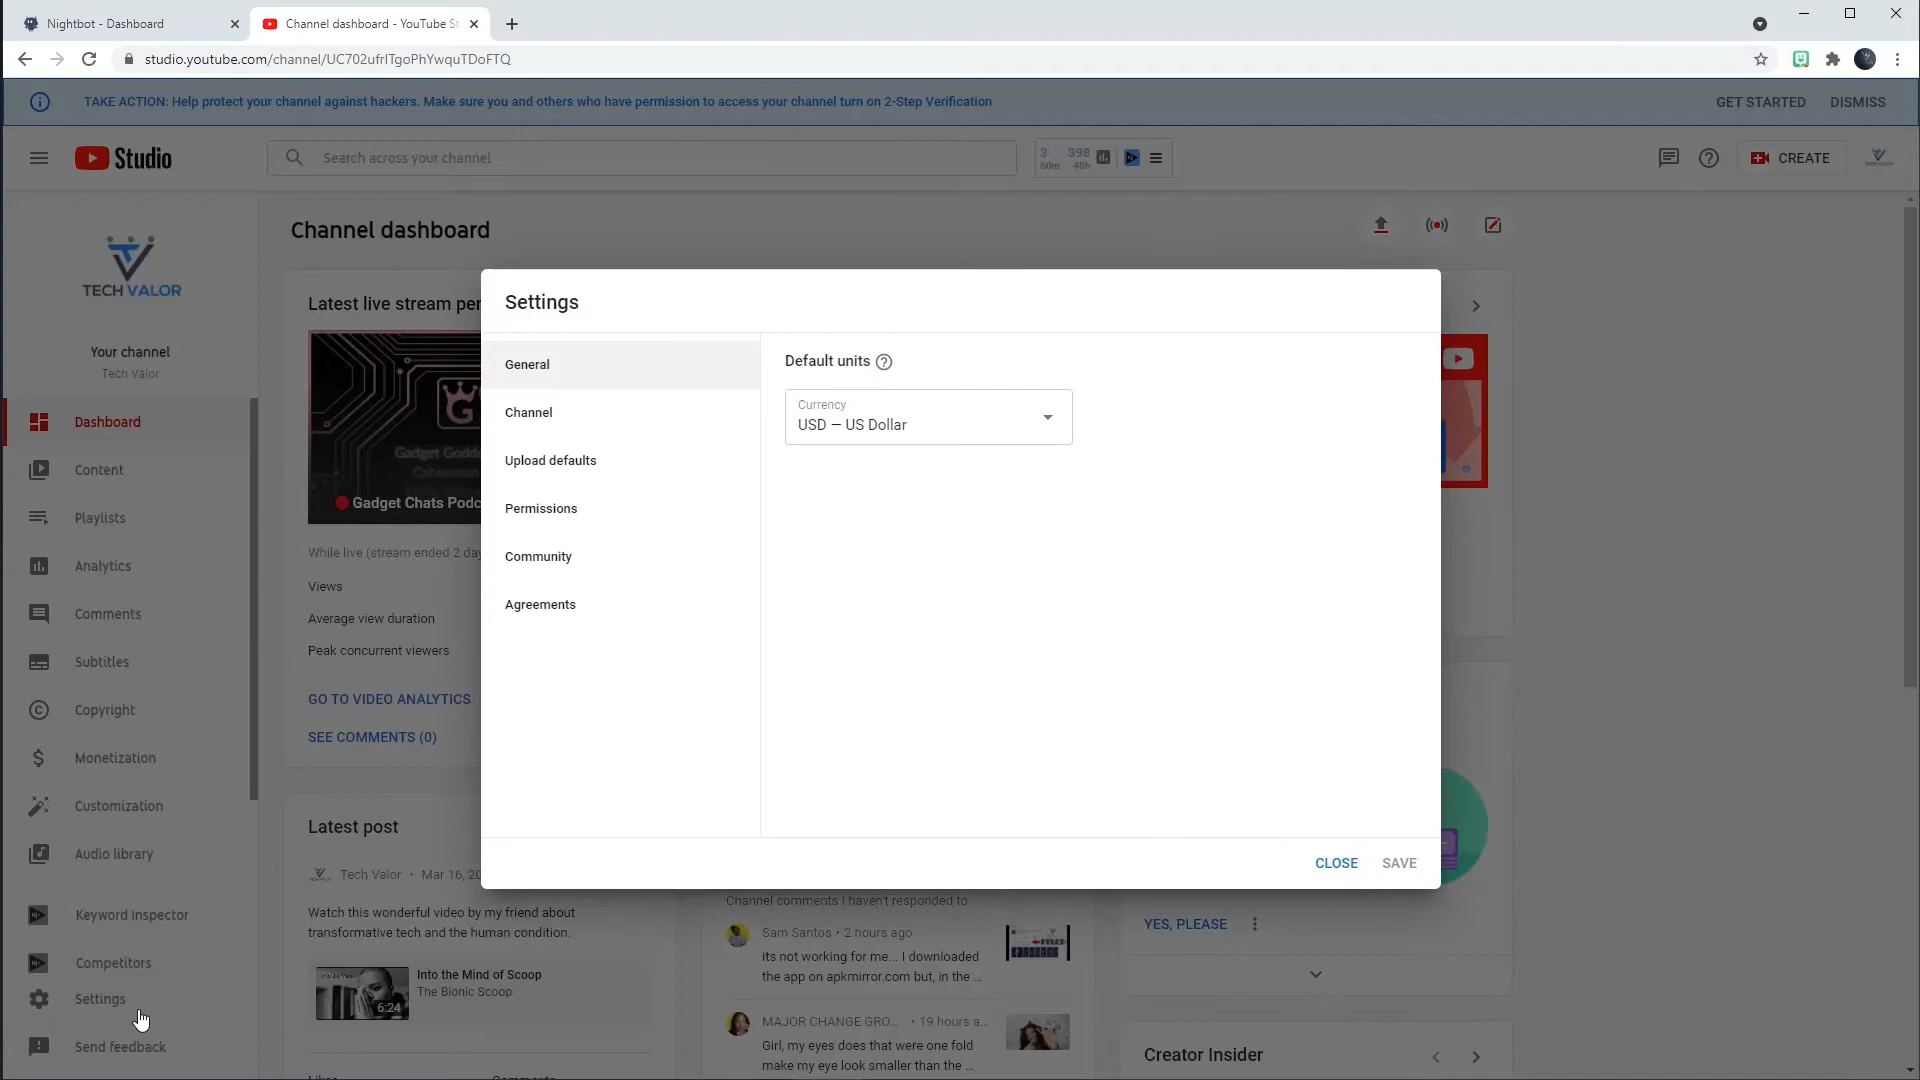 Nightbot - Dashboard
Channel dashboard - YouTube St
studio.youtube.com/channel/UC702ufrITgoPhYwquTDoFTQ
TAKE ACTION: Help protect your channel against hackers. Make sure you and others who have permission to access your channel turn on 2-Step Verification
GET STARTED
DISMISS
Studio
Search across your channel
3
60m
398
48h
CREATE
TECH VALOR
Your channel
Tech Valor
Dashboard
Content
Playlists
Analytics
Comments
Subtitles
Copyright
Monetization
Customization
Audio library
Keyword Inspector
Competitors
Settings
Send feedback
Channel dashboard
Latest live stream per
Gadget Godd
Gadget Chats Podc
While live (stream ended 2 day
Views
Average view duration
Peak concurrent viewers
GO TO VIDEO ANALYTICS
SEE COMMENTS (0)
Latest post
Tech Valor • Mar 16, 20
Watch this wonderful video by my friend about
transformative tech and the human condition.
Into the Mind of Scoop
The Bionic Scoop
6:24
Settings
General
Channel
Upload defaults
Permissions
Community
Agreements
Default units
Currency
USD — US Dollar
CLOSE
SAVE
Channel comments I haven't responded to
Sam Santos • 2 hours ago
its not working for me... I downloaded
the app on apkmirror.com but, in the ...
MAJOR CHANGE GRO... • 19 hours a...
Girl, my eyes does that were one fold
make my eye look smaller than the ...
YES, PLEASE
Creator Insider